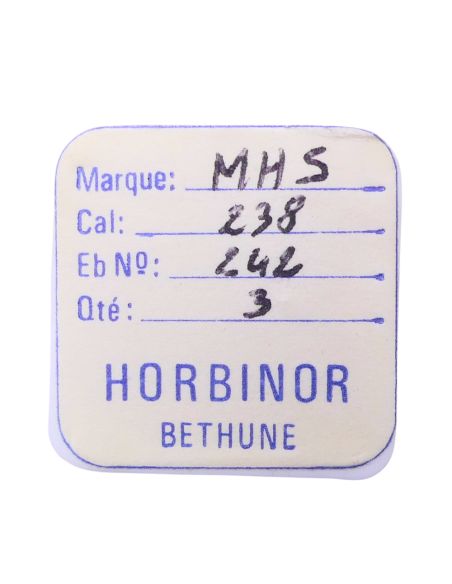 Marque: MHS
Cal: 238
Eb Nº: 242
Qté: 3
HORBINOR
BETHUNE